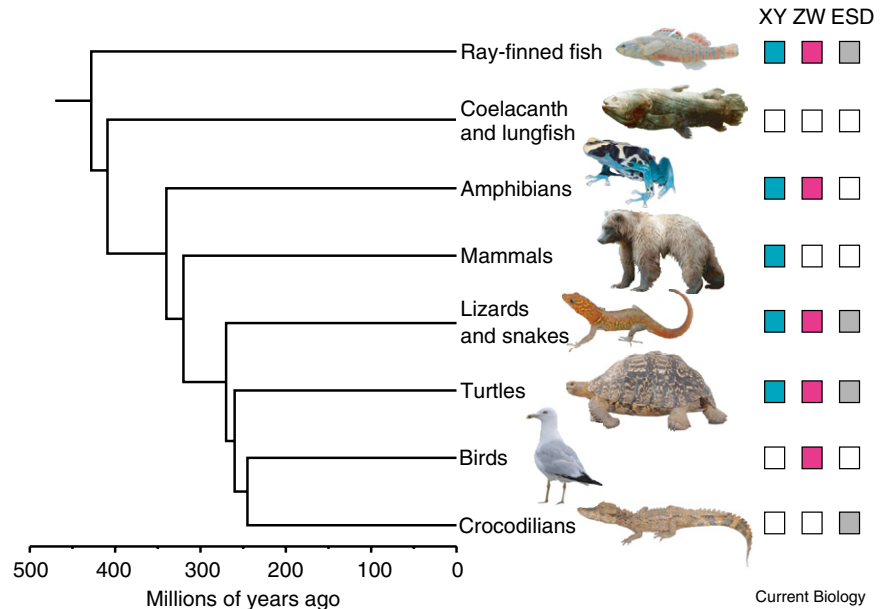 XY ZW ESD
Ray-finned fish
Coelacanth
and lungfish
Amphibians
Mammals
Lizards
and snakes
Turtles
Birds
Crocodilians
500 400 300 200 100 0
Millions of years ago
Current Biology